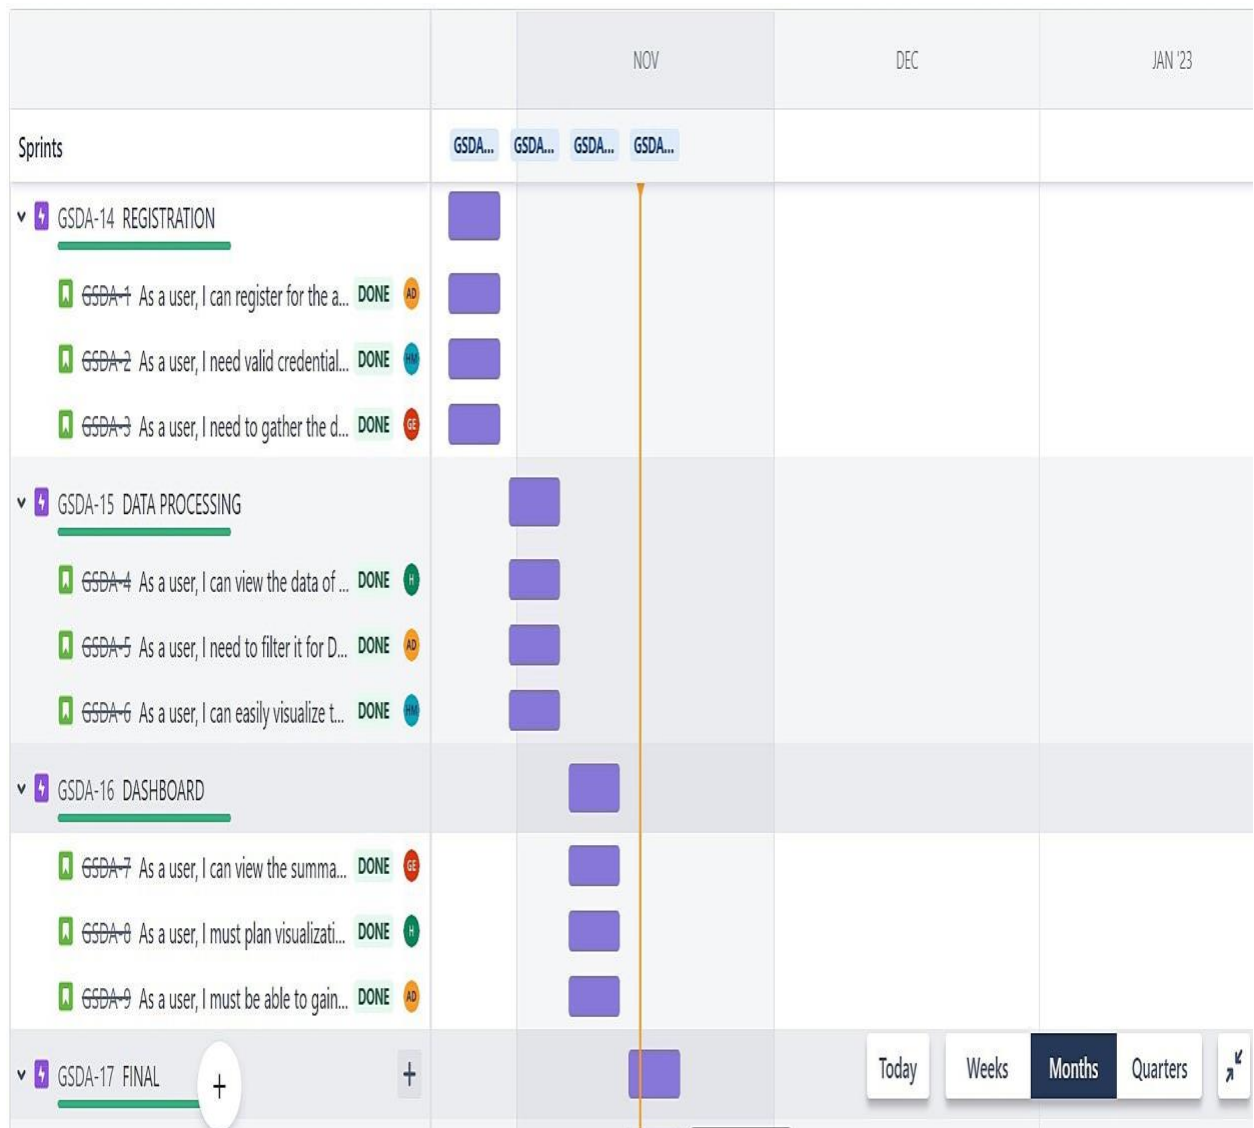 NOV DEC JAN '23
Sprints GSDA... GSDA... GSDA... GSDA...
GSDA-14 REGISTRATION
GSDA-1 As a user, I can register for the a... DONE AD
GSDA-2 As a user, I need valid credential... DONE HM
GSDA-3 As a user, I need to gather the d... DONE GE
GSDA-15 DATA PROCESSING
GSDA-4 As a user, I can view the data of ... DONE H
GSDA-5 As a user, I need to filter it for D... DONE AD
GSDA-6 As a user, I can easily visualize t... DONE HM
GSDA-16 DASHBOARD
GSDA-7 As a user, I can view the summa... DONE GE
GSDA-8 As a user, I must plan visualizati... DONE H
GSDA-9 As a user, I must be able to gain... DONE AD
GSDA-17 FINAL + + Today Weeks Months Quarters